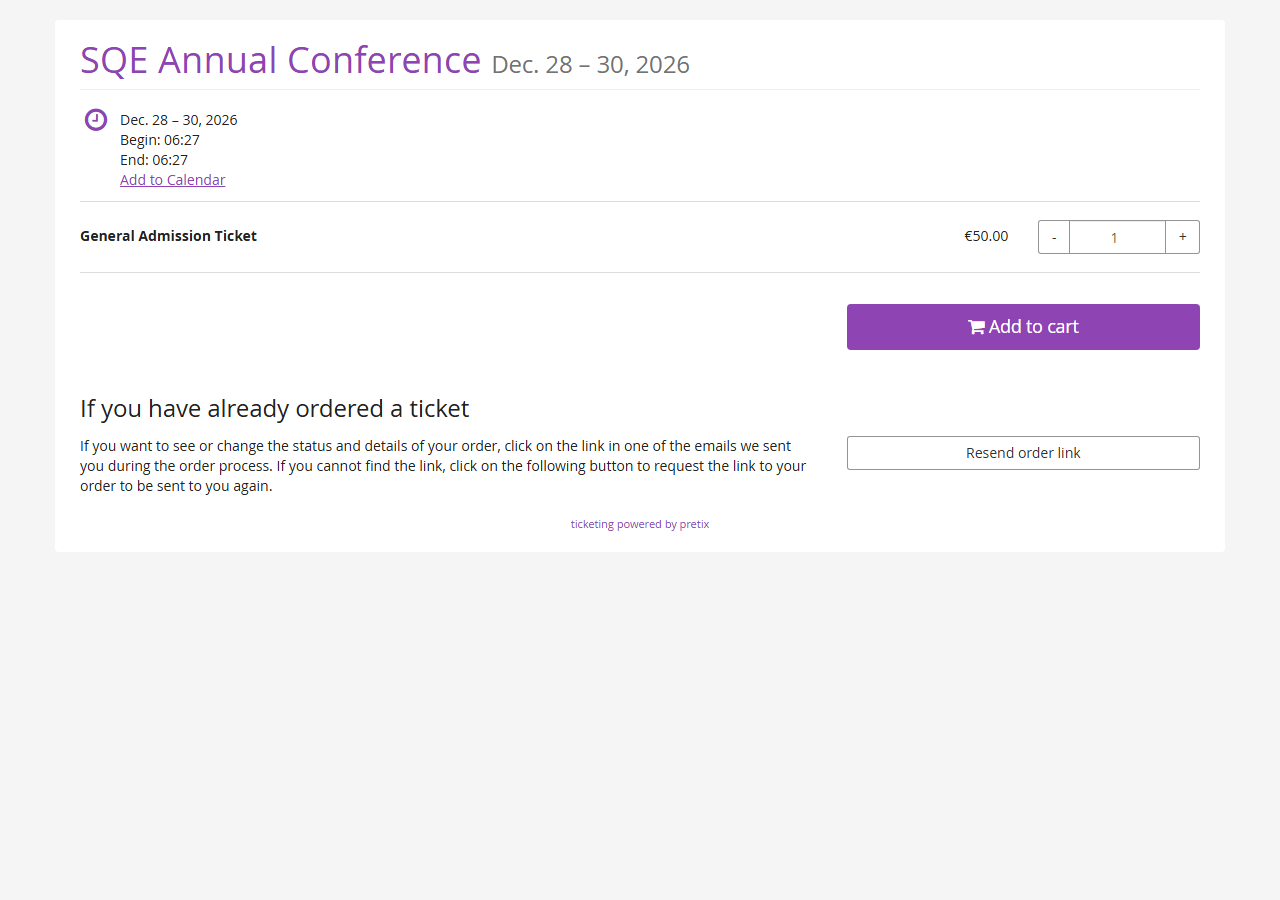 SQE Annual Conference Dec. 28 – 30, 2026
Dec. 28 – 30, 2026
Begin: 06:27
End: 06:27
Add to Calendar
General Admission Ticket €50.00 - 1 +
Add to cart
If you have already ordered a ticket
If you want to see or change the status and details of your order, click on the link in one of the emails we sent
you during the order process. If you cannot find the link, click on the following button to request the link to your
order to be sent to you again.
Resend order link
ticketing powered by pretix